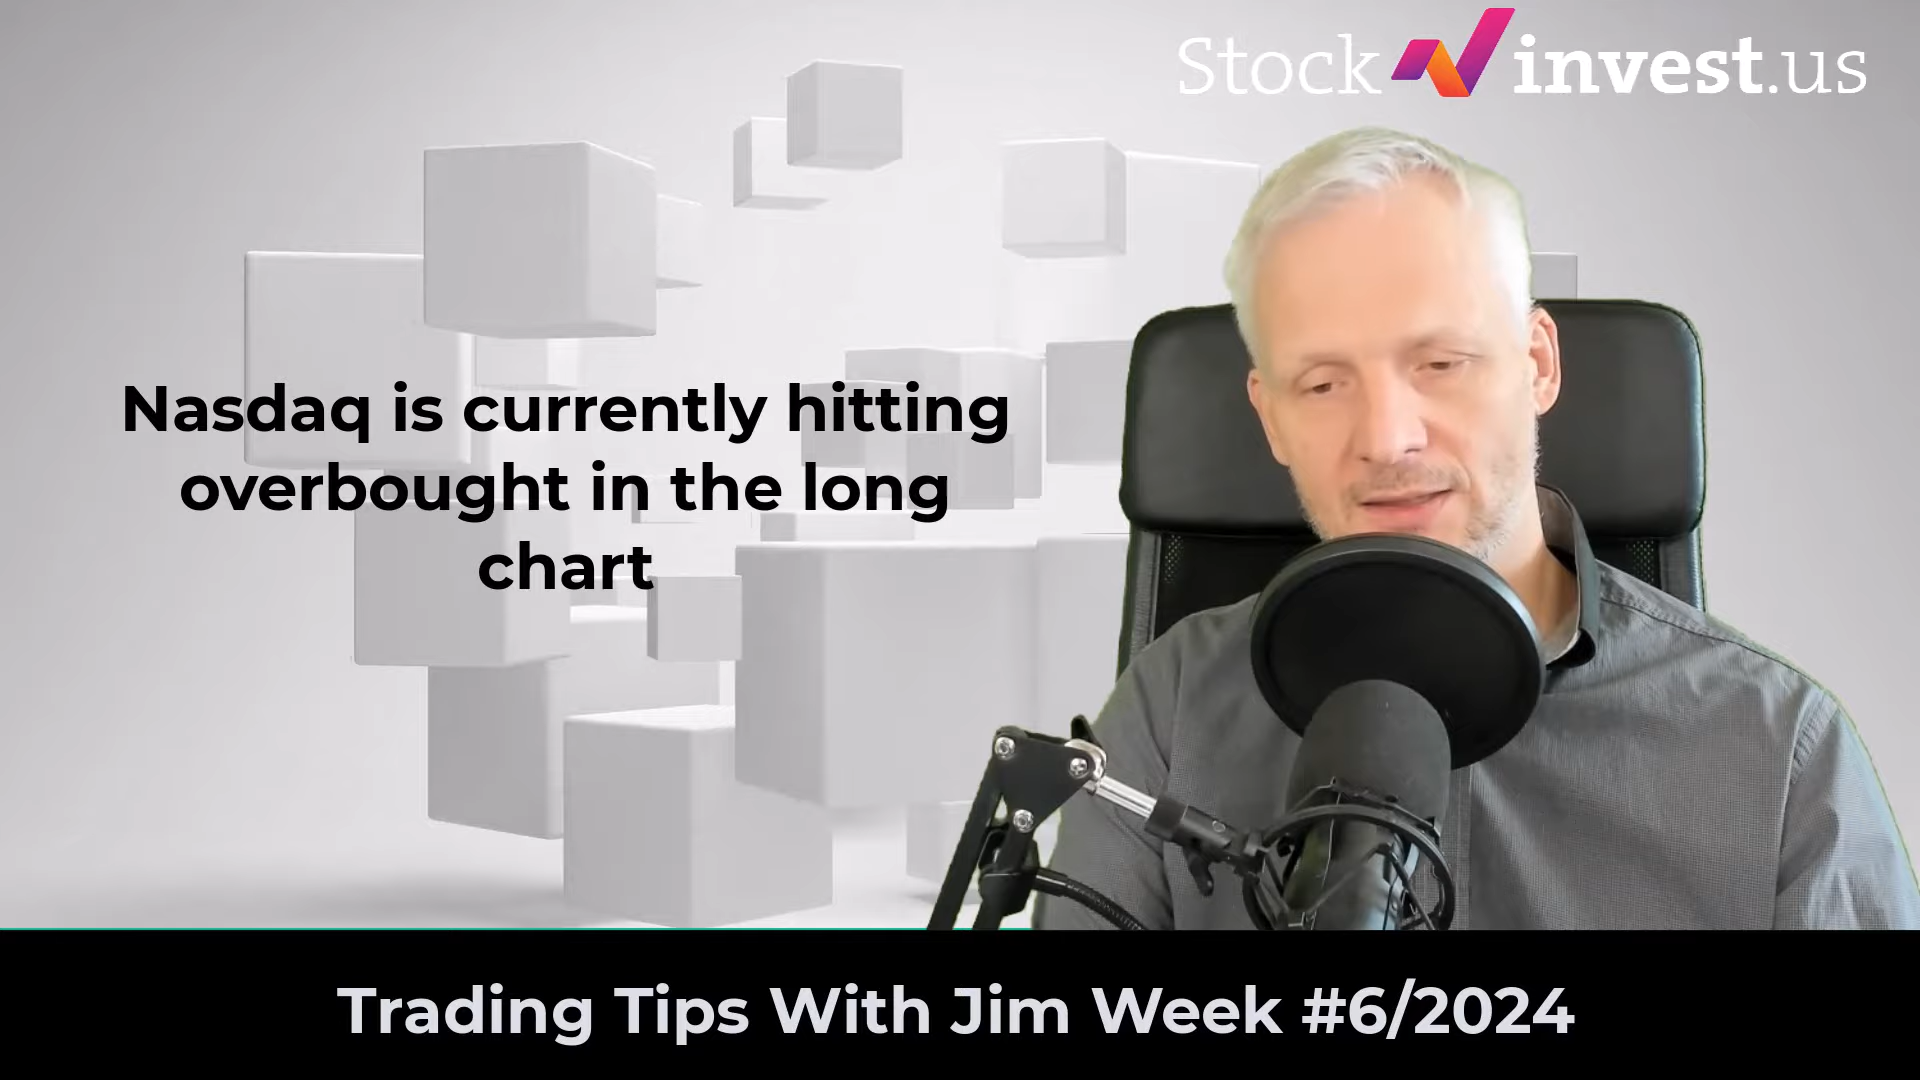 Stock invest.us
Nasdaq is currently hitting
overbought in the long
chart
Trading Tips With Jim Week #6/2024